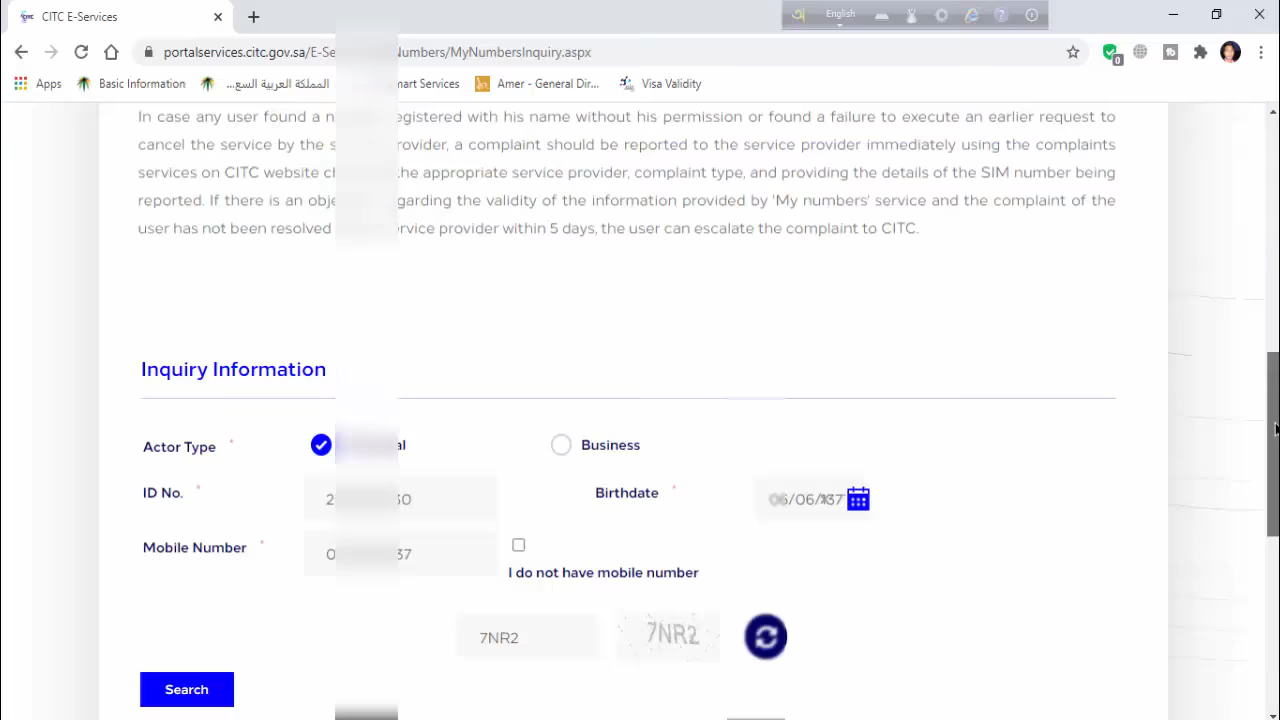 CITC E-Services
English
portalservices.citc.gov.sa/E-Se Numbers/MyNumbersInquiry.aspx
Apps Basic Information المملكة العربية السع... mart Services Amer - General Dir... Visa Validity
In case any user found a n egistered with his name without his permission or found a failure to execute an earlier request to
cancel the service by the s rovider, a complaint should be reported to the service provider immediately using the complaints
services on CITC website ch the appropriate service provider, complaint type, and providing the details of the SIM number being
reported. If there is an obje garding the validity of the information provided by 'My numbers' service and the complaint of the
user has not been resolved rvice provider within 5 days, the user can escalate the complaint to CITC.
Inquiry Information
Actor Type * al Business
ID No. * 2 30 Birthdate *
Mobile Number * 0 37
I do not have mobile number
7NR2 7NR2
Search